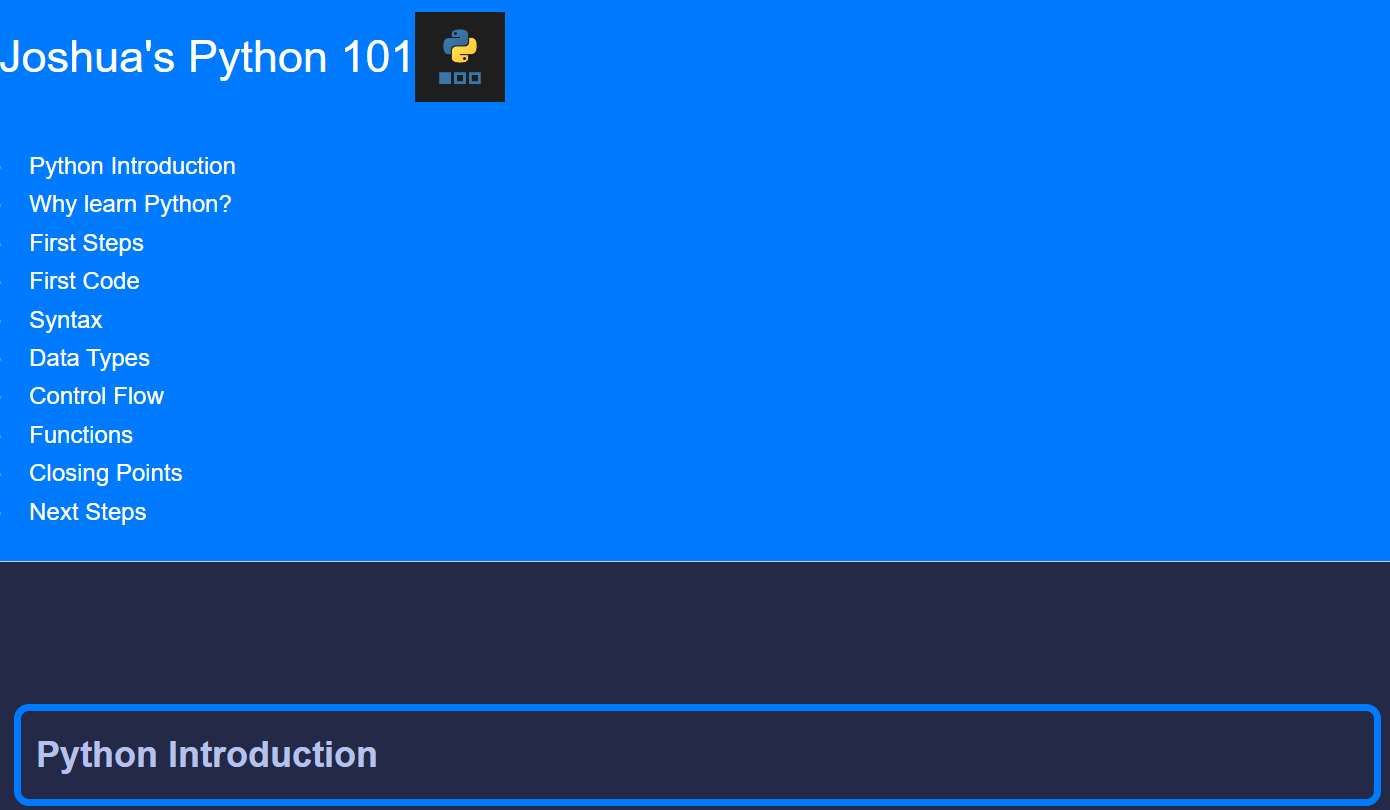 Joshua's Python 101
Python Introduction
Why learn Python?
First Steps
First Code
Syntax
Data Types
Control Flow
Functions
Closing Points
Next Steps
Python Introduction